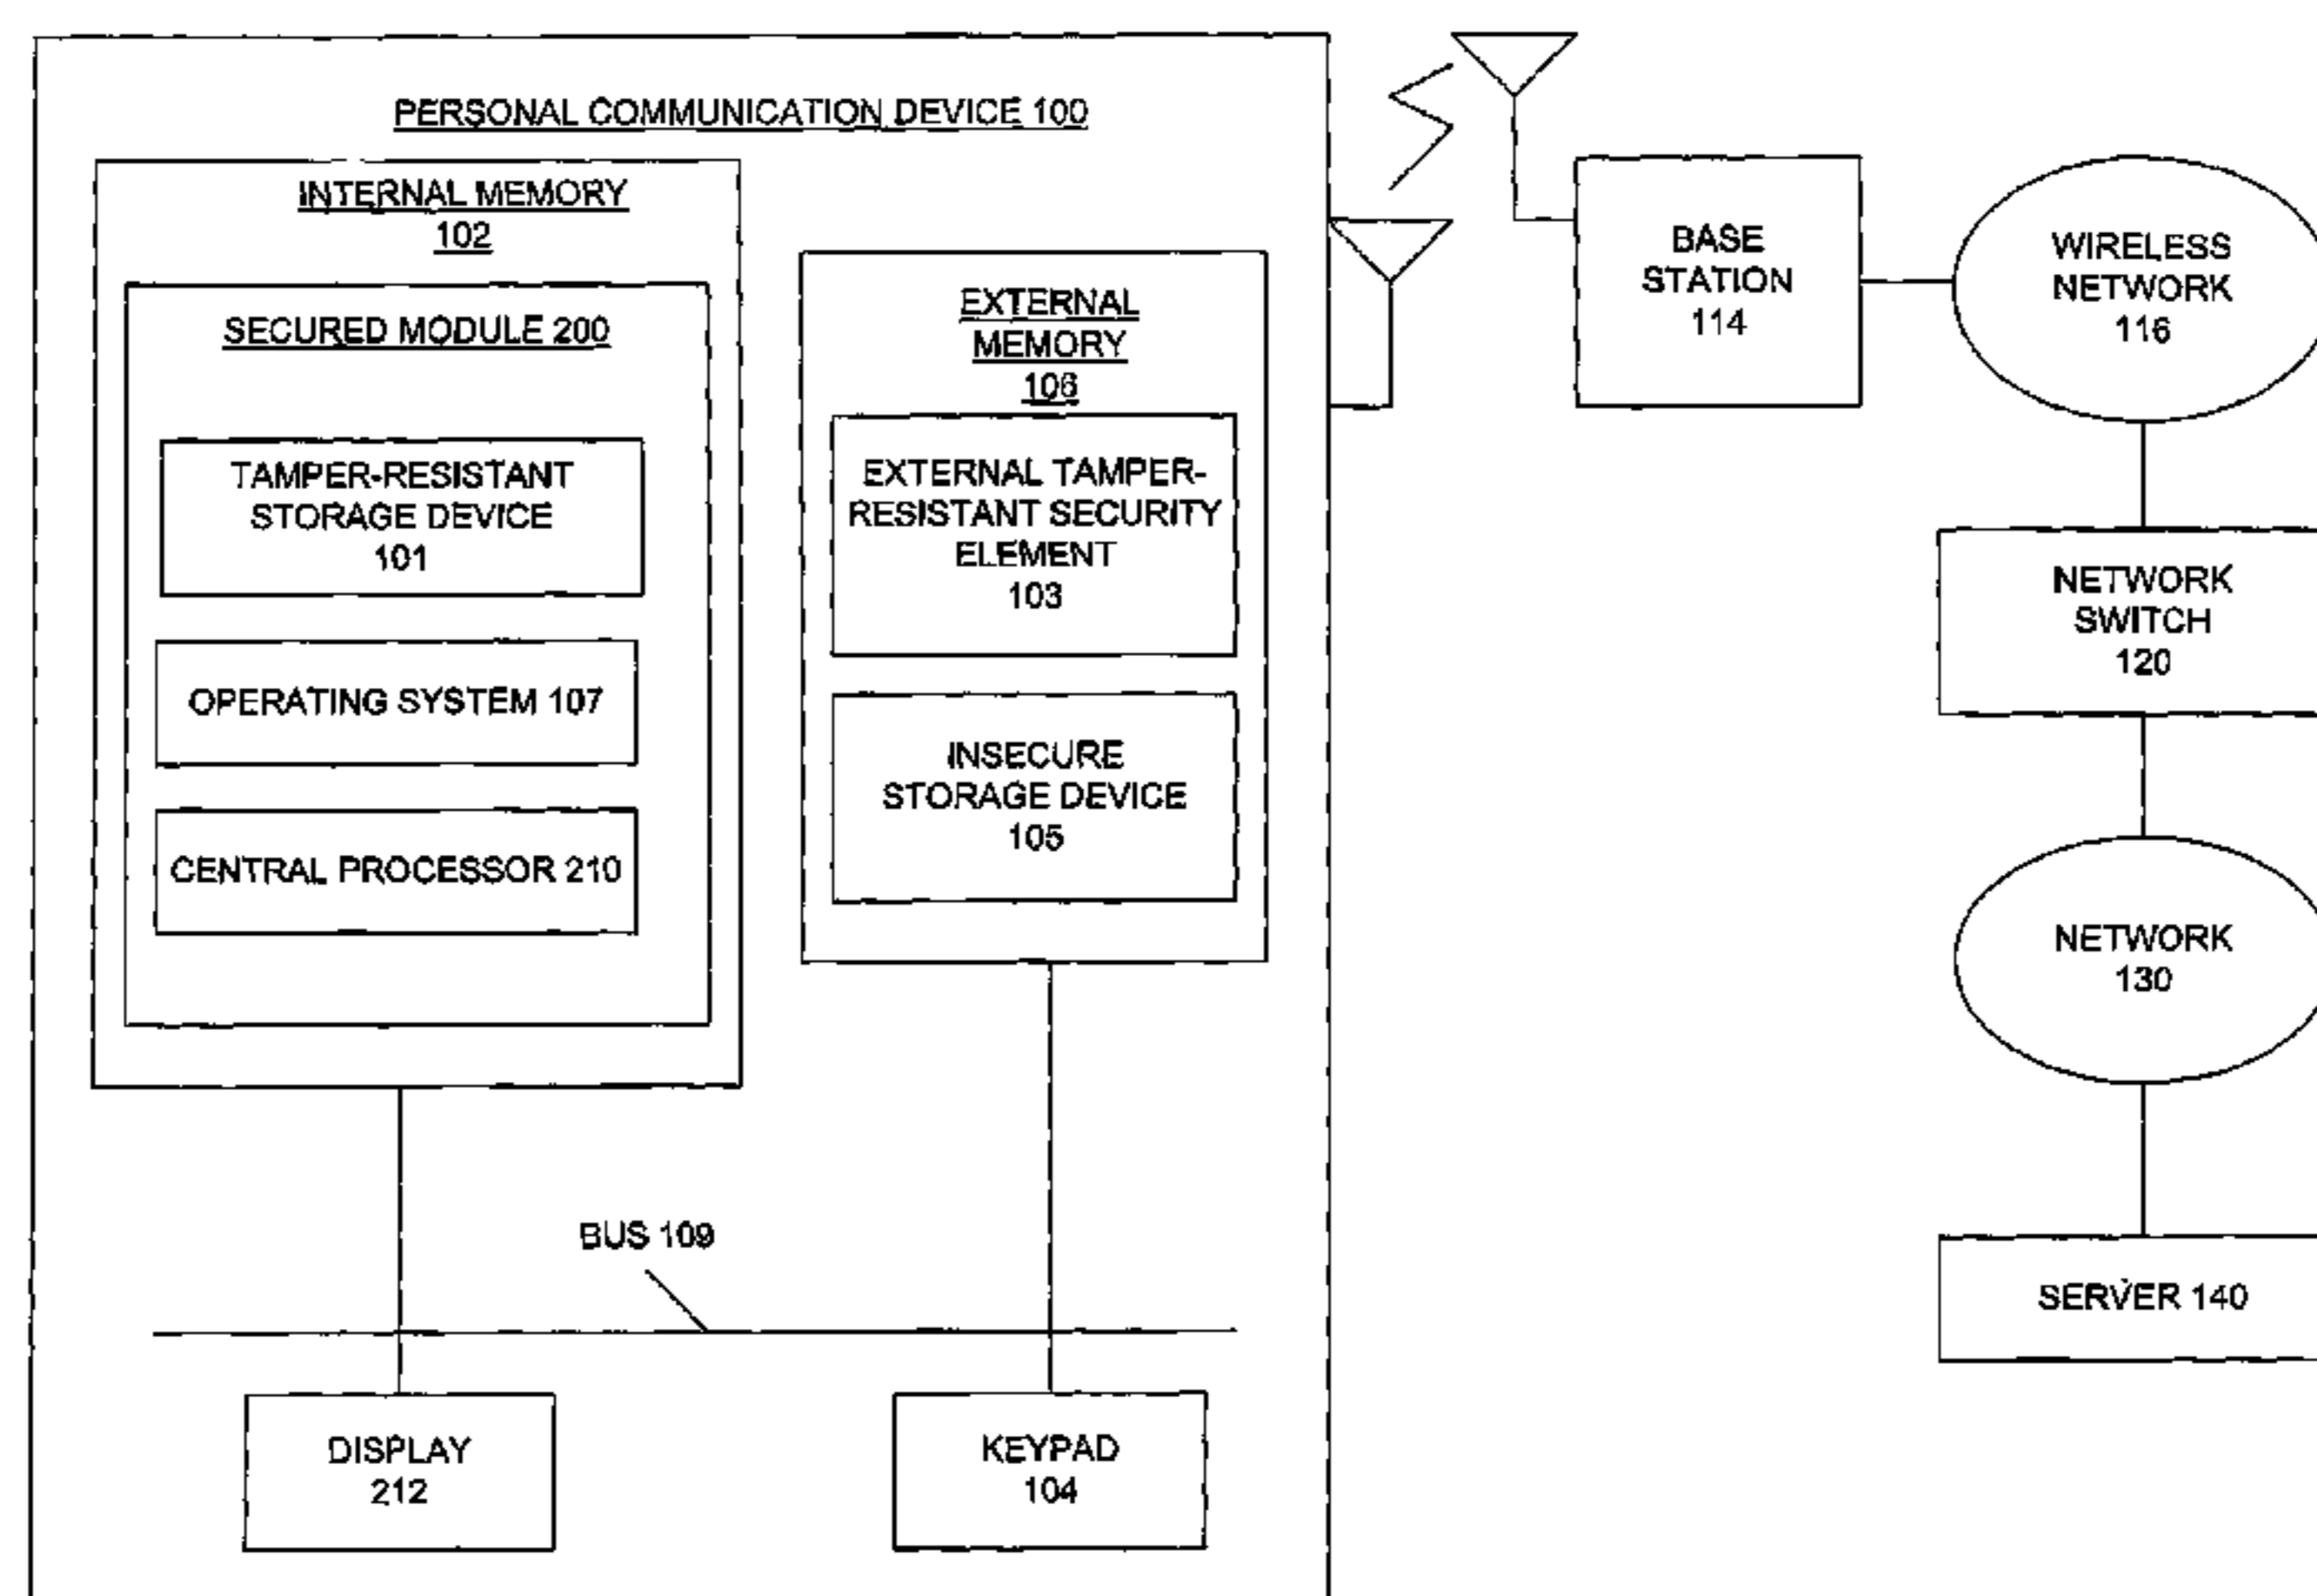 PERSONAL COMMUNICATION DEVICE 100
INTERNAL MEMORY
102
SECURED MODULE 200
TAMPER-RESISTANT
STORAGE DEVICE
101
OPERATING SYSTEM 107
CENTRAL PROCESSOR 210
EXTERNAL
MEMORY
106
EXTERNAL TAMPER-
RESISTANT SECURITY
ELEMENT
103
INSECURE
STORAGE DEVICE
105
BUS 109
DISPLAY
212
KEYPAD
104
BASE
STATION
114
WIRELESS
NETWORK
116
NETWORK
SWITCH
120
NETWORK
130
SERVER 140